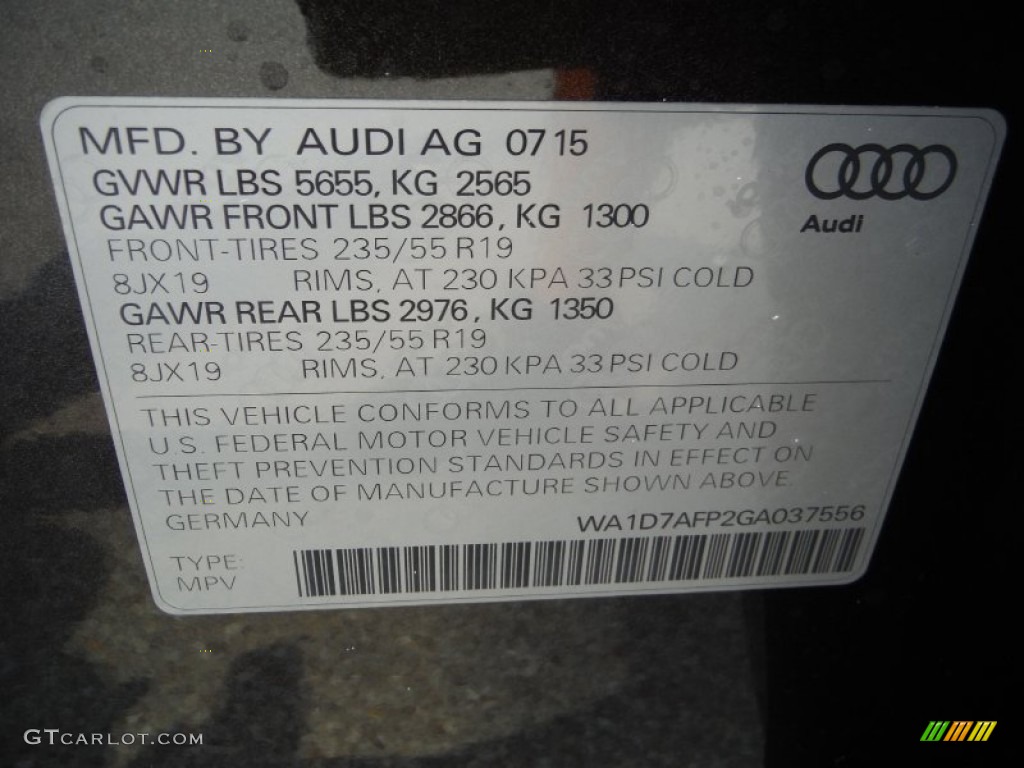 MFD. BY AUDI AG 07 15
GVWR LBS 5655, KG 2565
GAWR FRONT LBS 2866, KG 1300
FRONT-TIRES 235/55 R19
8JX19 RIMS, AT 230 KPA 33 PSI COLD
GAWR REAR LBS 2976, KG 1350
REAR-TIRES 235/55 R19
8JX19 RIMS, AT 230 KPA 33 PSI COLD
Audi
THIS VEHICLE CONFORMS TO ALL APPLICABLE
U.S. FEDERAL MOTOR VEHICLE SAFETY AND
THEFT PREVENTION STANDARDS IN EFFECT ON
THE DATE OF MANUFACTURE SHOWN ABOVE.
GERMANY WA1D7AFP2GA037556
TYPE:
MPV
GTCARLOT.COM